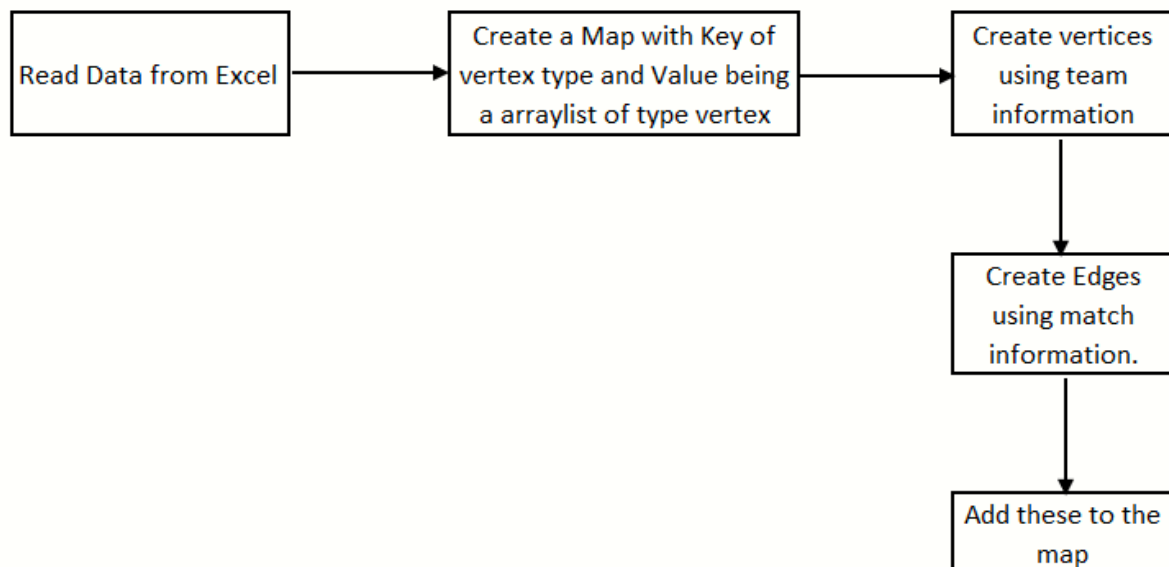 Read Data from Excel
Create a Map with Key of
vertex type and Value being
a arraylist of type vertex
Create vertices
using team
information
Create Edges
using match
information.
Add these to the
map